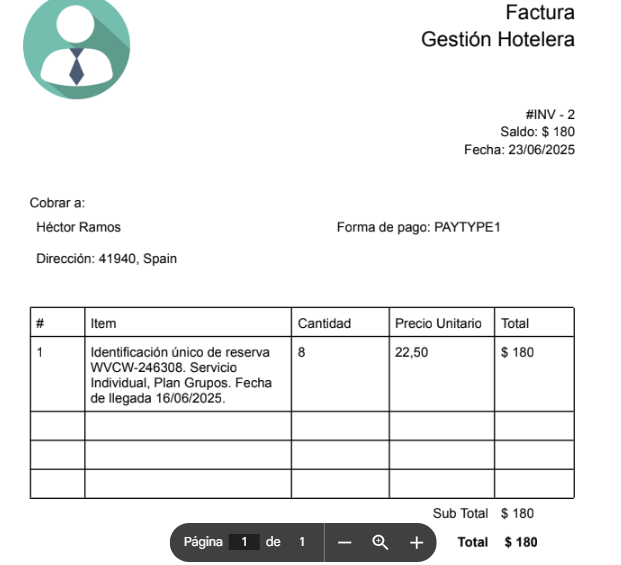 Factura
Gestión Hotelera
#INV - 2
Saldo: $ 180
Fecha: 23/06/2025
Cobrar a:
Héctor Ramos
Forma de pago: PAYTYPE1
Dirección: 41940, Spain
# Item Cantidad Precio Unitario Total
1 Identificación único de reserva 8 22,50 $ 180
WVCW-246308. Servicio
Individual, Plan Grupos. Fecha
de llegada 16/06/2025.
Sub Total $ 180
Página 1 de 1
Total $ 180